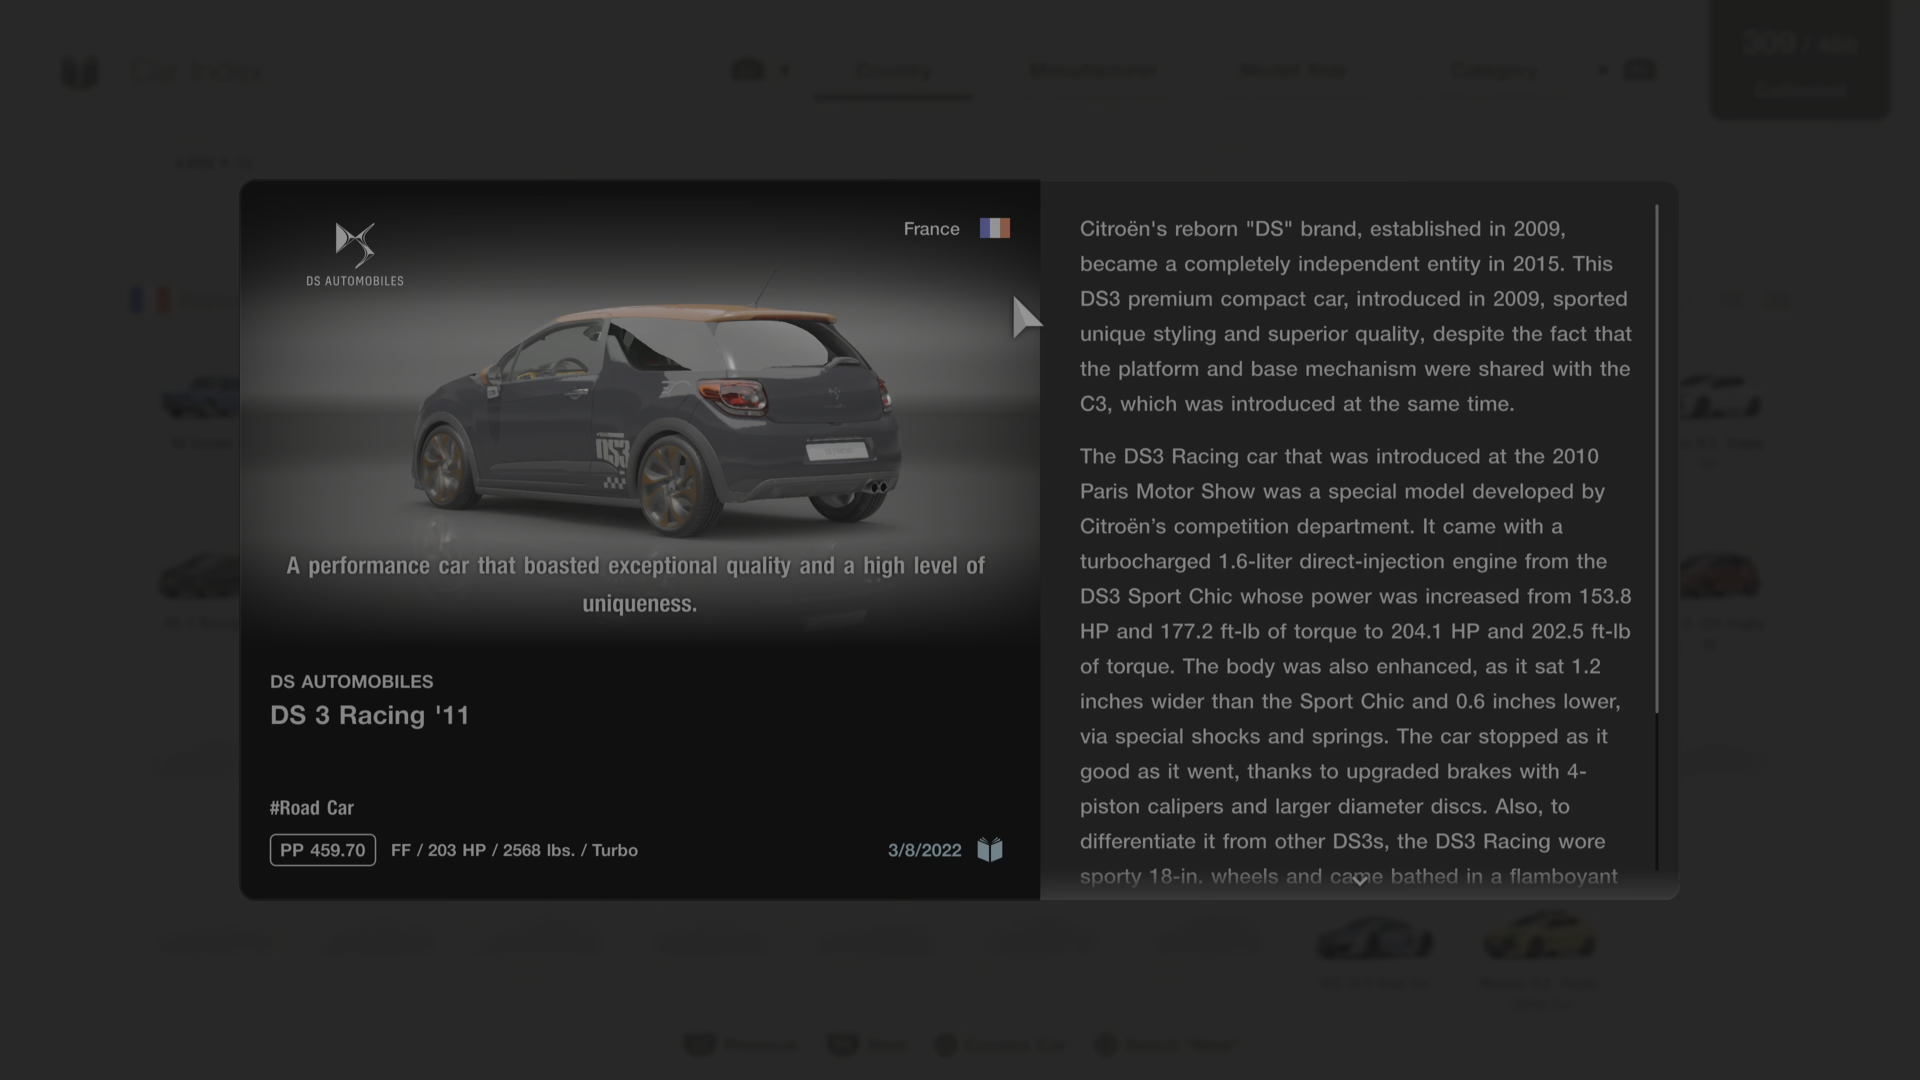 Car Index
Country
Manufacturer
Category
DS AUTOMOBILES
France
DS3
A performance car that boasted exceptional quality and a high level of
uniqueness.
DS AUTOMOBILES
DS 3 Racing '11
#Road Car
PP 459.70
FF / 203 HP / 2568 lbs. / Turbo
3/8/2022
Citroën's reborn "DS" brand, established in 2009,
became a completely independent entity in 2015. This
DS3 premium compact car, introduced in 2009, sported
unique styling and superior quality, despite the fact that
the platform and base mechanism were shared with the
C3, which was introduced at the same time.
The DS3 Racing car that was introduced at the 2010
Paris Motor Show was a special model developed by
Citroën’s competition department. It came with a
turbocharged 1.6-liter direct-injection engine from the
DS3 Sport Chic whose power was increased from 153.8
HP and 177.2 ft-lb of torque to 204.1 HP and 202.5 ft-lb
of torque. The body was also enhanced, as it sat 1.2
inches wider than the Sport Chic and 0.6 inches lower,
via special shocks and springs. The car stopped as it
good as it went, thanks to upgraded brakes with 4-
piston calipers and larger diameter discs. Also, to
differentiate it from other DS3s, the DS3 Racing wore
sporty 18-in. wheels and came bathed in a flamboyant